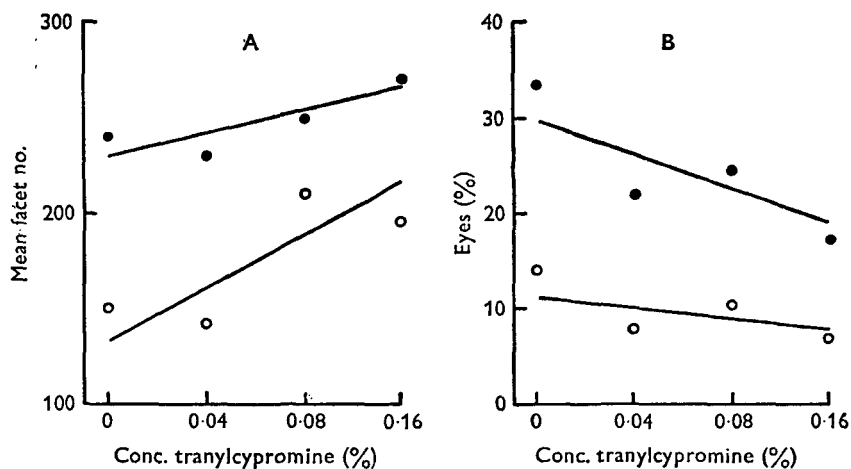 A
300
200
100
Mean facet no.
0
0·04
0·08
0·16
Conc. tranylcypromine (%)
B
40
30
20
10
0
Eyes (%)
0
0·04
0·08
0·16
Conc. tranylcypromine (%)